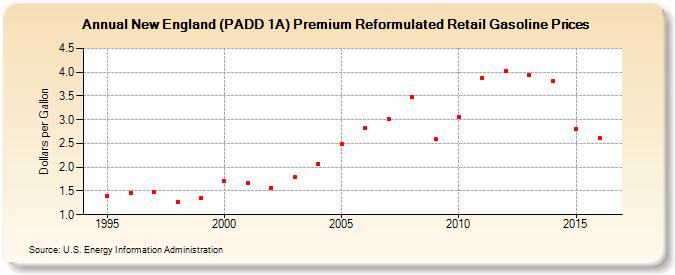 Annual New England (PADD 1A) Premium Reformulated Retail Gasoline Prices
Dollars per Gallon
4.5
4.0
3.5
3.0
2.5
2.0
1.5
1.0
1995 2000 2005 2010 2015
Source: U.S. Energy Information Administration